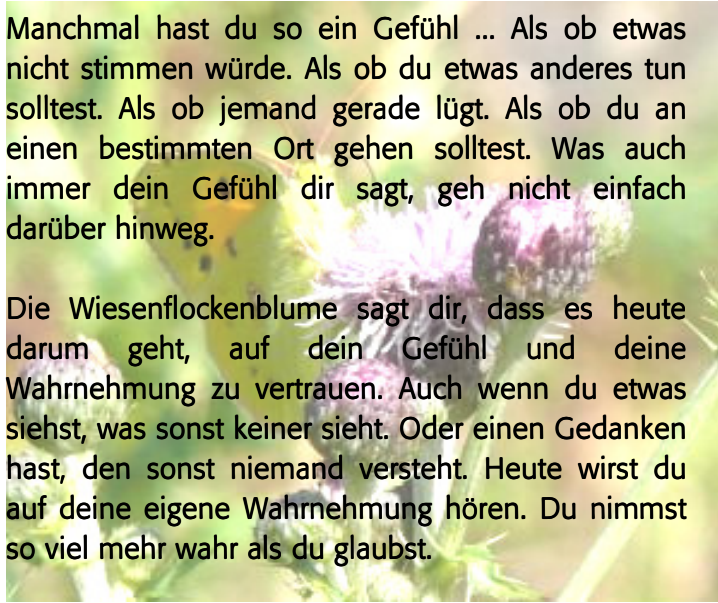 Manchmal hast du so ein Gefühl ... Als ob etwas
nicht stimmen würde. Als ob du etwas anderes tun
solltest. Als ob jemand gerade lügt. Als ob du an
einen bestimmten Ort gehen solltest. Was auch
immer dein Gefühl dir sagt, geh nicht einfach
darüber hinweg.
Die Wiesenflockenblume sagt dir, dass es heute
darum geht, auf dein Gefühl und deine
Wahrnehmung zu vertrauen. Auch wenn du etwas
siehst, was sonst keiner sieht. Oder einen Gedanken
hast, den sonst niemand versteht. Heute wirst du
auf deine eigene Wahrnehmung hören. Du nimmst
so viel mehr wahr als du glaubst.